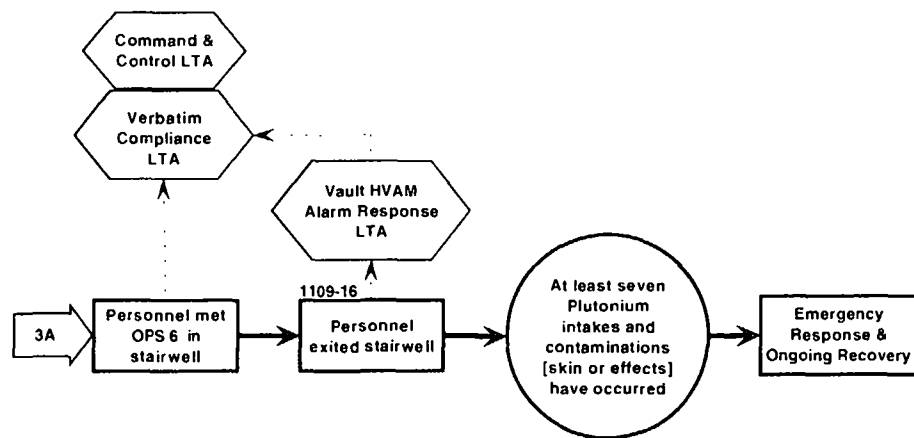 Command &
Control LTA
Verbatim
Compliance
LTA
Vault HVAM
Alarm Response
LTA
3A
Personnel met
OPS 6 in
stairwell
1109-16
Personnel
exited stairwell
At least seven
Plutonium
intakes and
contaminations
[skin or effects]
have occurred
Emergency
Response &
Ongoing Recovery